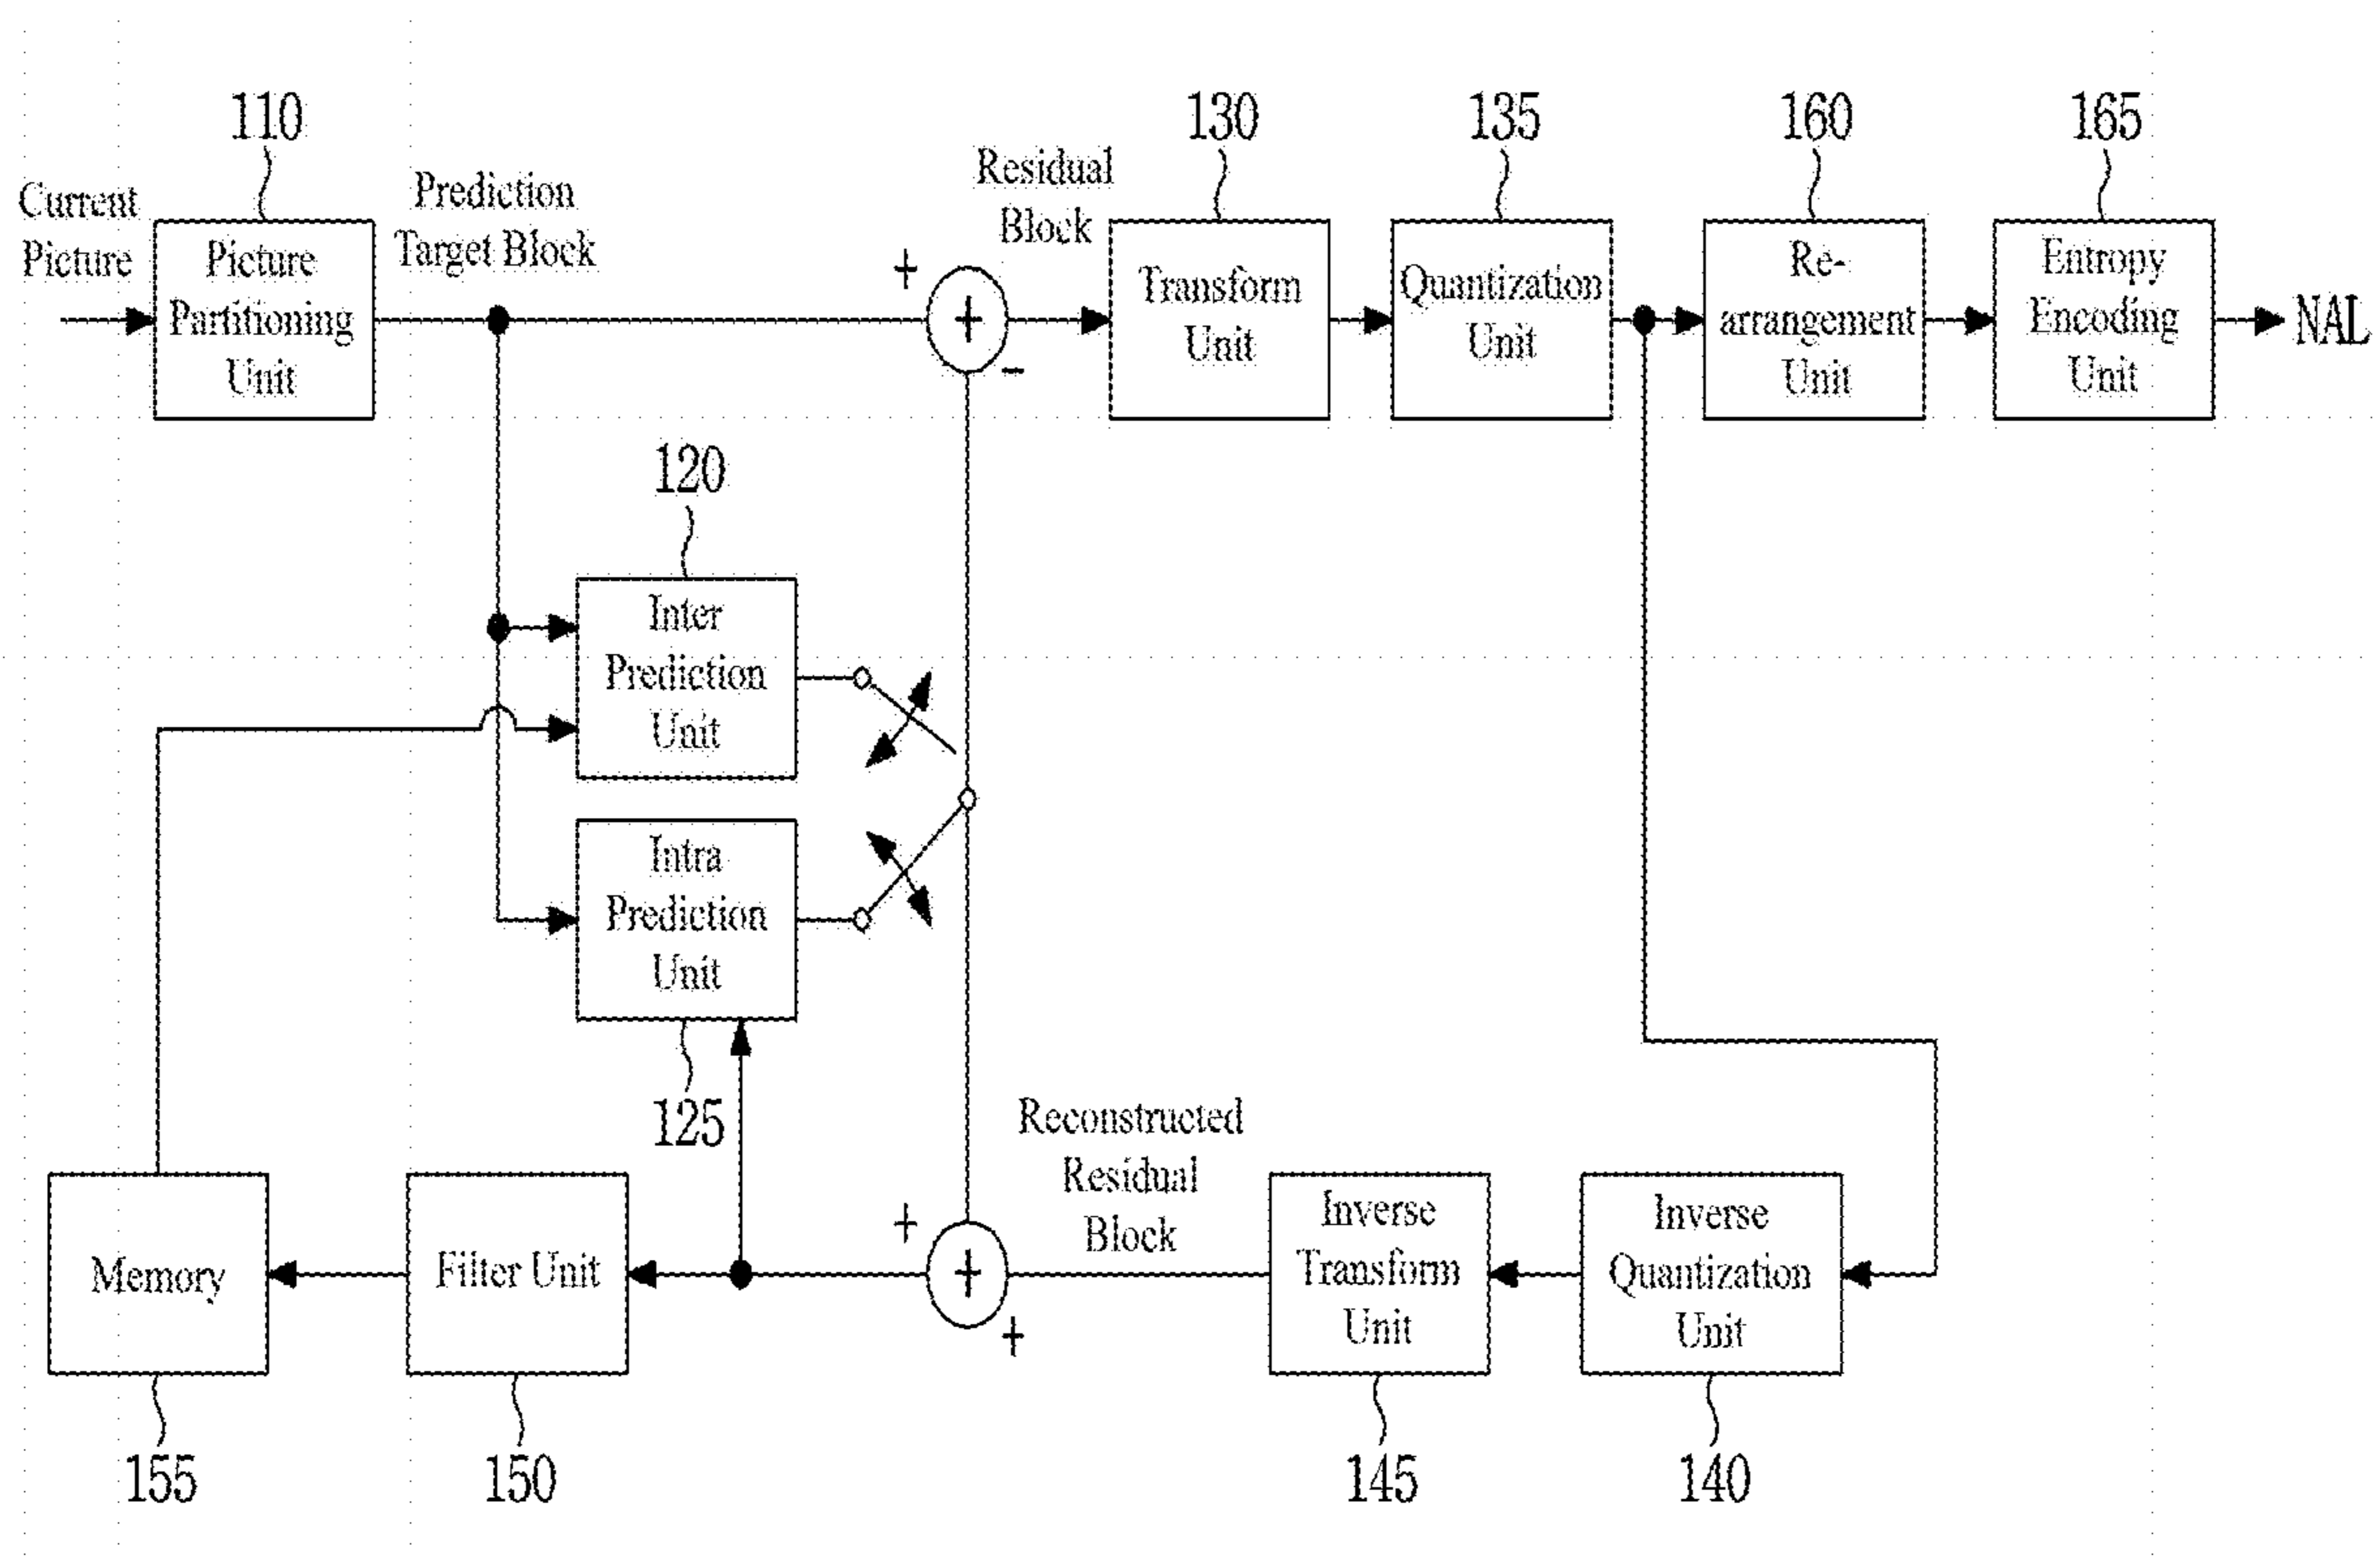 110
130
135
160
165
Current
Picture
Prediction
Target Block
Residual
Block
Picture
Partitioning
Unit
+
+
-
Transform
Unit
Quantization
Unit
Re-
arrangement
Unit
Entropy
Encoding
Unit
NAL
120
Inter
Prediction
Unit
Intra
Prediction
Unit
125
Reconstructed
Residual
Block
Memory
Filter Unit
+
+
+
Inverse
Transform
Unit
Inverse
Quantization
Unit
155
150
145
140